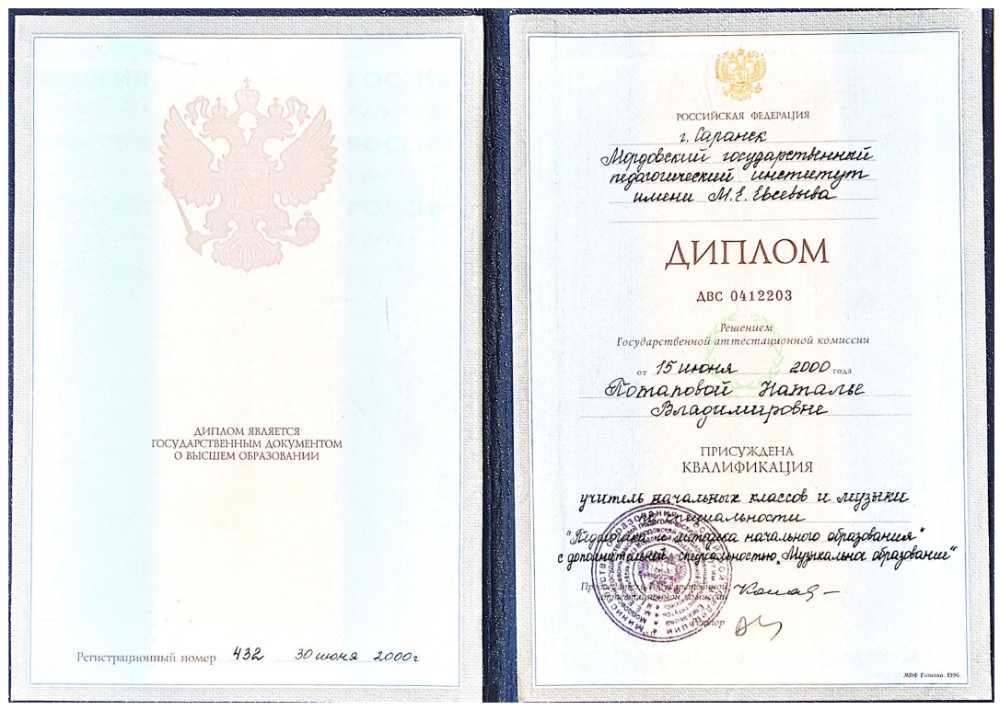 ДИПЛОМ ЯВЛЯЕТСЯ
ГОСУДАРСТВЕННЫМ ДОКУМЕНТОМ
О ВЫСШЕМ ОБРАЗОВАНИИ
Регистрационный номер 432 30 июня 2000г
РОССИЙСКАЯ ФЕДЕРАЦИЯ
г. Саранск
Мордовский государственный
педагогический институт
имени М.Е. Евсевьева
ДИПЛОМ
ДВС 0412203
Решением
Государственной аттестационной комиссии
от 15 июня 2000 года
Потаповой Наталье
Владимировне
ПРИСУЖДЕНА
КВАЛИФИКАЦИЯ
учитель начальных классов и музыки
по специальности
"Педагогика и методика начального образования"
с дополнительной специальностью "Музыкальное образование"
Председатель Государственной
аттестационной комиссии
Ректор
МПФ Гознака. 1996.